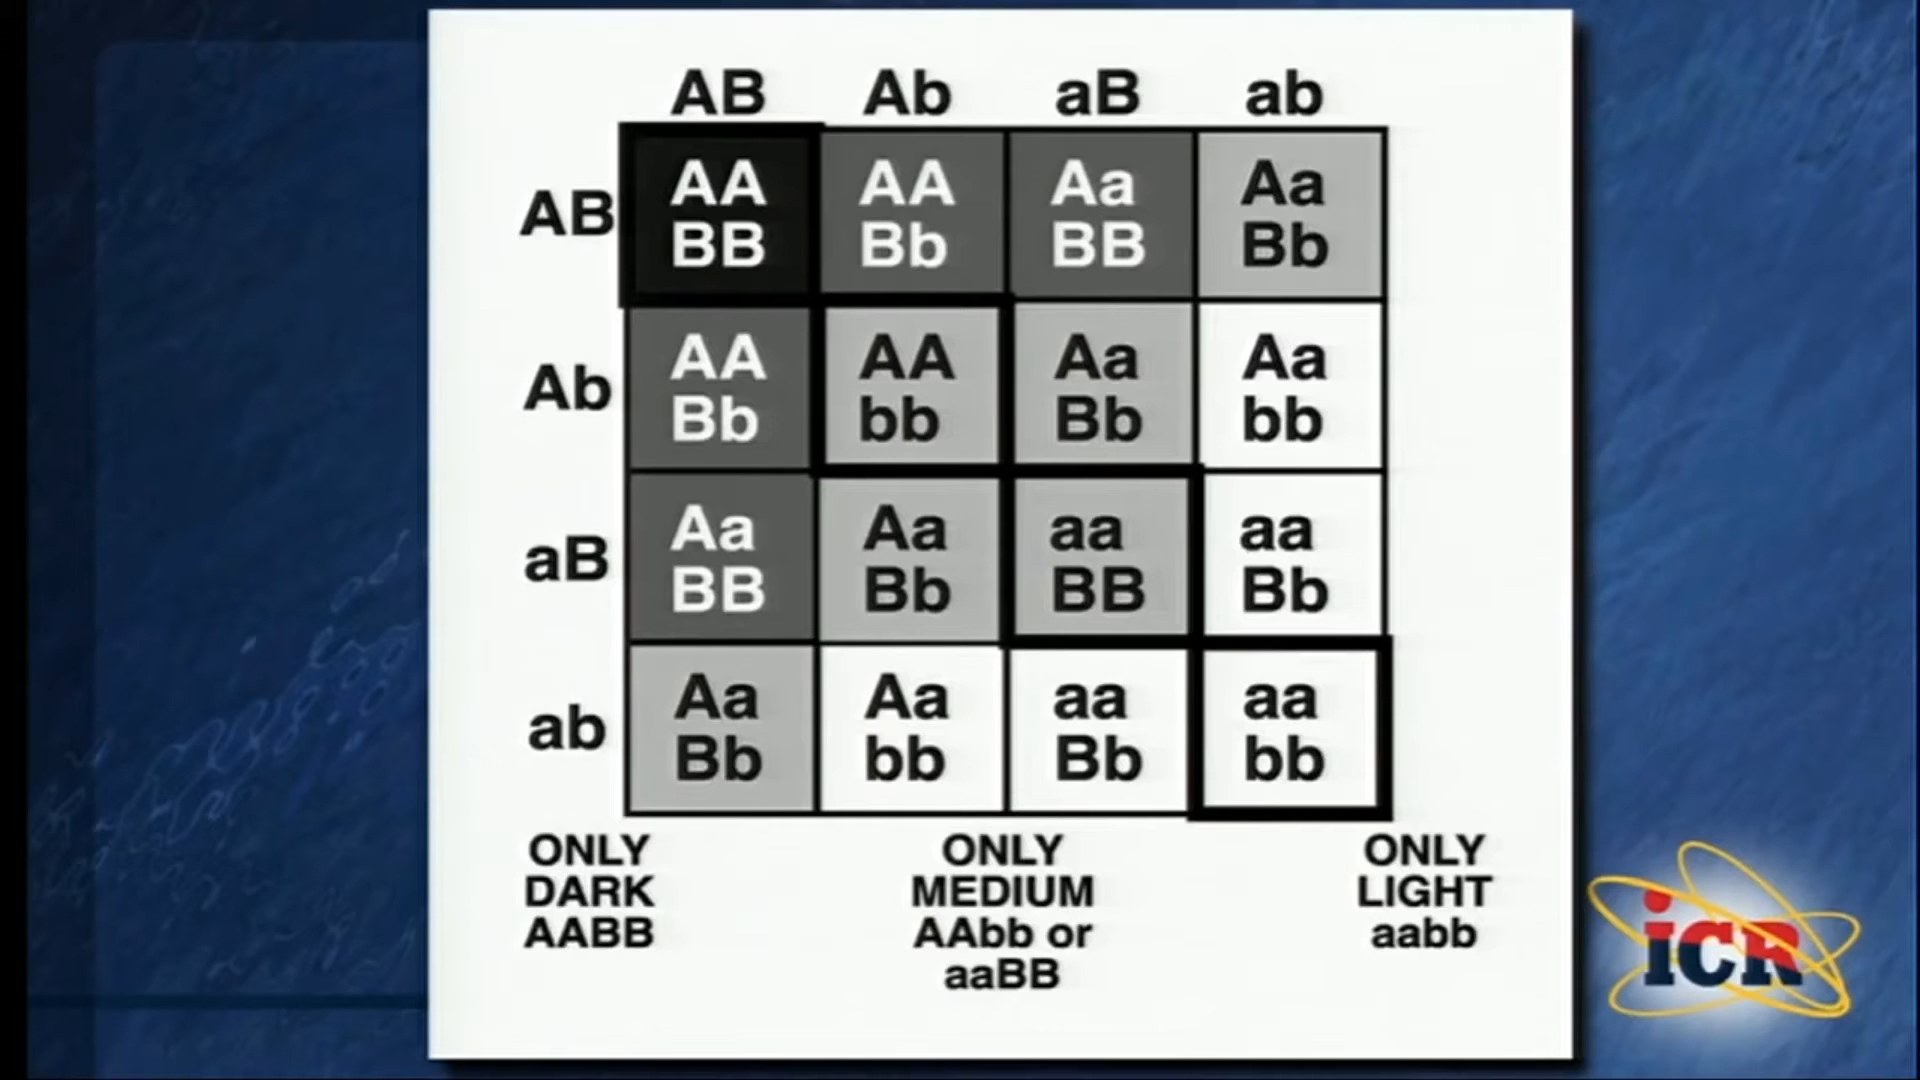 AB Ab aB ab
AB AA BB AA Bb Aa BB Aa Bb
Ab AA Bb AA bb Aa Bb Aa bb
aB Aa BB Aa Bb aa BB aa Bb
ab Aa Bb Aa bb aa Bb aa bb
ONLY
DARK
AABB
ONLY
MEDIUM
AAbb or
aaBB
ONLY
LIGHT
aabb
iCR